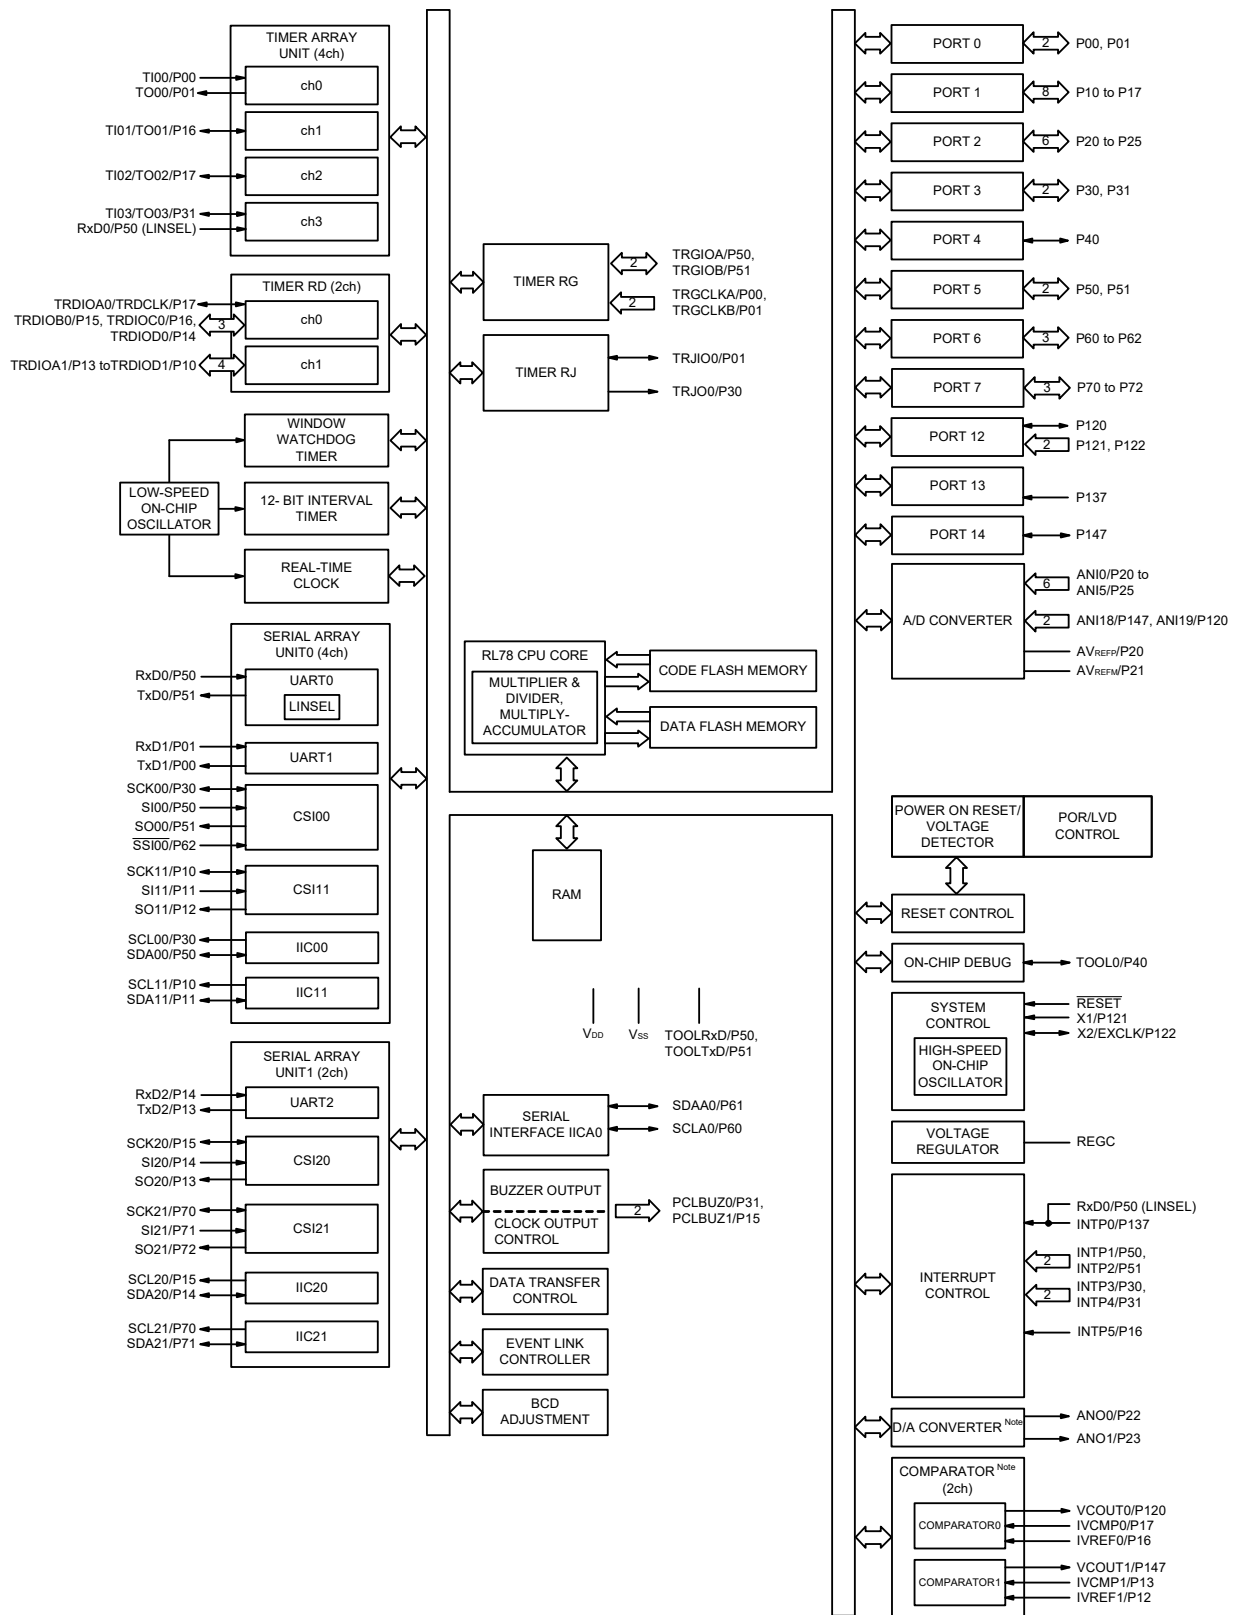 TIMER ARRAY
UNIT (4ch)
TI00/P00
TO00/P01
ch0
TI01/TO01/P16
ch1
TI02/TO02/P17
ch2
TI03/TO03/P31
RxD0/P50 (LINSEL)
ch3
TIMER RD (2ch)
TRDIOA0/TRDCLK/P17
TRDIOB0/P15, TRDIOC0/P16,
TRDIOD0/P14
3
ch0
TRDIOA1/P13 toTRDIOD1/P10
4
ch1
WINDOW
WATCHDOG
TIMER
LOW-SPEED
ON-CHIP
OSCILLATOR
12- BIT INTERVAL
TIMER
REAL-TIME
CLOCK
SERIAL ARRAY
UNIT0 (4ch)
RxD0/P50
TxD0/P51
UART0
LINSEL
RxD1/P01
TxD1/P00
UART1
SCK00/P30
SI00/P50
SO00/P51
SSI00/P62
CSI00
SCK11/P10
SI11/P11
SO11/P12
CSI11
SCL00/P30
SDA00/P50
IIC00
SCL11/P10
SDA11/P11
IIC11
SERIAL ARRAY
UNIT1 (2ch)
RxD2/P14
TxD2/P13
UART2
SCK20/P15
SI20/P14
SO20/P13
CSI20
SCK21/P70
SI21/P71
SO21/P72
CSI21
SCL20/P15
SDA20/P14
IIC20
SCL21/P70
SDA21/P71
IIC21
TIMER RG
2
TRGIOA/P50,
TRGIOB/P51
2
TRGCLKA/P00,
TRGCLKB/P01
TIMER RJ
TRJIO0/P01
TRJO0/P30
RL78 CPU CORE
MULTIPLIER &
DIVIDER,
MULTIPLY-
ACCUMULATOR
CODE FLASH MEMORY
DATA FLASH MEMORY
RAM
VDD
VSS
TOOLRxD/P50,
TOOLTxD/P51
SERIAL
INTERFACE IICA0
SDAA0/P61
SCLA0/P60
BUZZER OUTPUT
CLOCK OUTPUT
CONTROL
2
PCLBUZ0/P31,
PCLBUZ1/P15
DATA TRANSFER
CONTROL
EVENT LINK
CONTROLLER
BCD
ADJUSTMENT
PORT 0
2
P00, P01
PORT 1
8
P10 to P17
PORT 2
6
P20 to P25
PORT 3
2
P30, P31
PORT 4
P40
PORT 5
2
P50, P51
PORT 6
3
P60 to P62
PORT 7
3
P70 to P72
PORT 12
P120
2
P121, P122
PORT 13
P137
PORT 14
P147
A/D CONVERTER
6
ANI0/P20 to
ANI5/P25
2
ANI18/P147, ANI19/P120
AVREFP/P20
AVREFM/P21
POWER ON RESET/
VOLTAGE
DETECTOR
POR/LVD
CONTROL
RESET CONTROL
ON-CHIP DEBUG
TOOL0/P40
SYSTEM
CONTROL
HIGH-SPEED
ON-CHIP
OSCILLATOR
RESET
X1/P121
X2/EXCLK/P122
VOLTAGE
REGULATOR
REGC
INTERRUPT
CONTROL
RxD0/P50 (LINSEL)
INTP0/P137
2
INTP1/P50,
INTP2/P51
2
INTP3/P30,
INTP4/P31
INTP5/P16
D/A CONVERTER Note
ANO0/P22
ANO1/P23
COMPARATOR Note
(2ch)
COMPARATOR0
VCOUT0/P120
IVCMP0/P17
IVREF0/P16
COMPARATOR1
VCOUT1/P147
IVCMP1/P13
IVREF1/P12